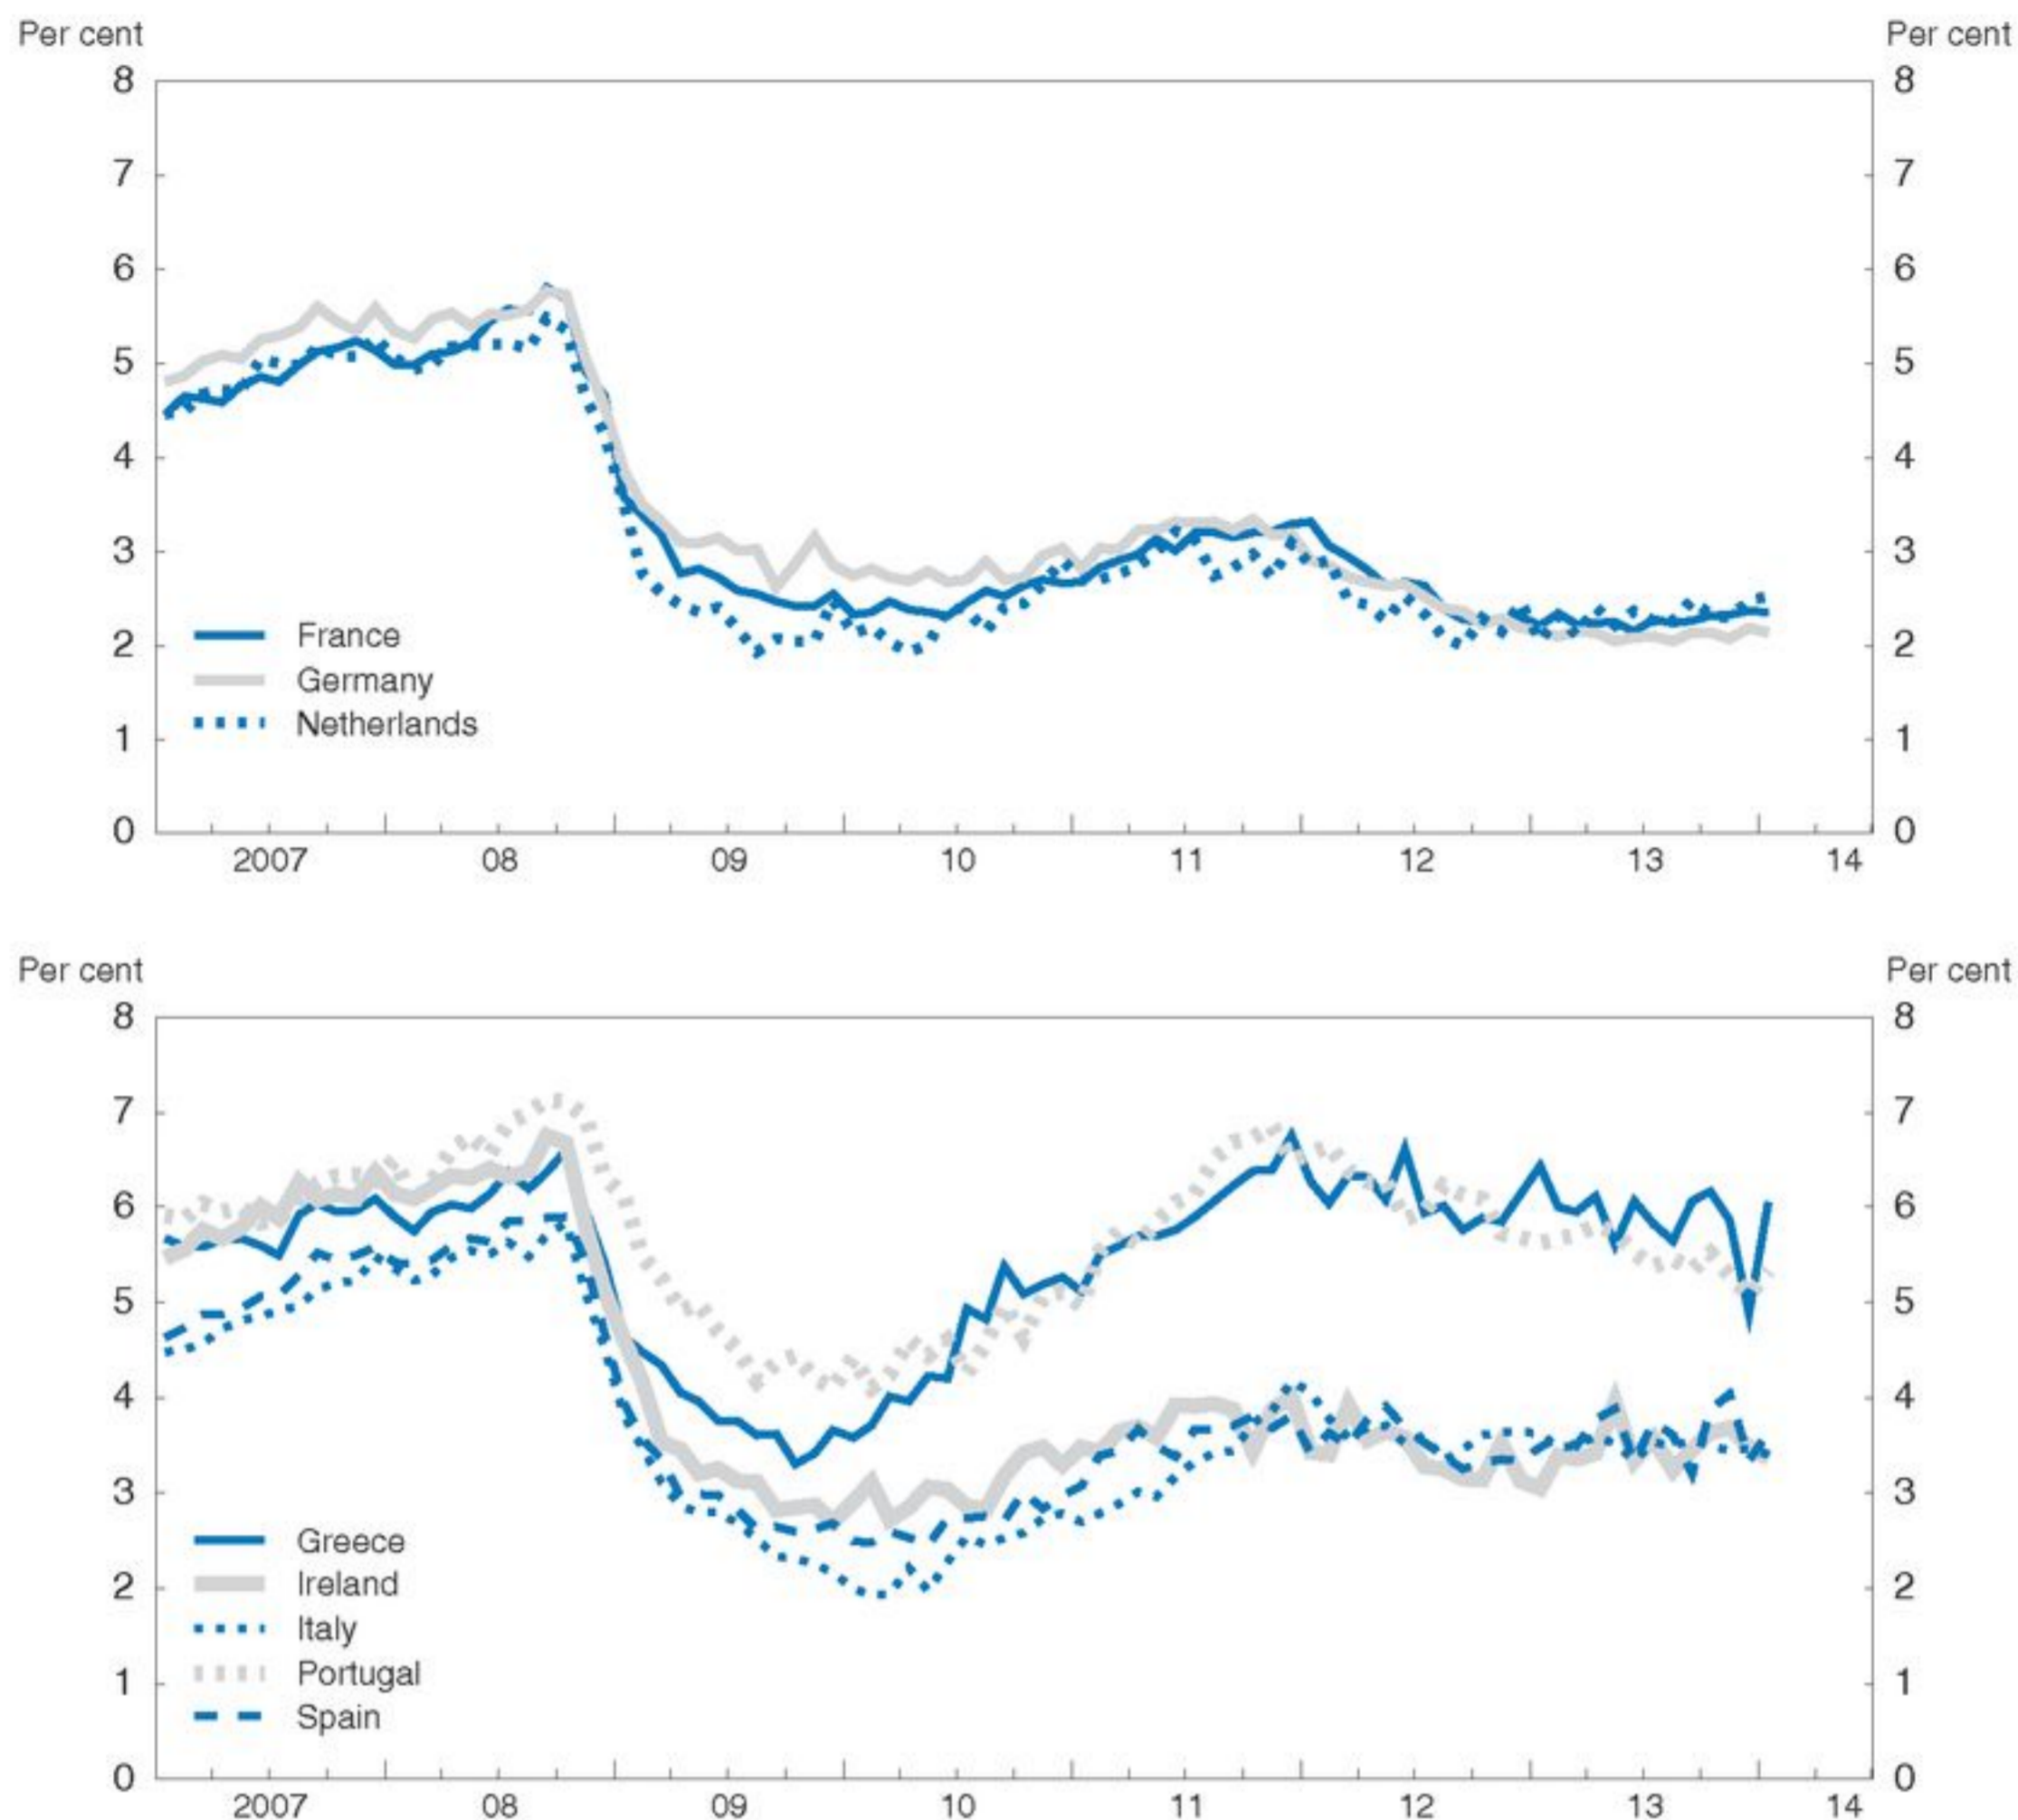 Per cent Per cent
8 8
7 7
6 6
5 5
4 4
3 3
2 2
1 1
0 0
France
Germany
Netherlands
2007 08 09 10 11 12 13 14
Per cent Per cent
8 8
7 7
6 6
5 5
4 4
3 3
2 2
1 1
0 0
Greece
Ireland
Italy
Portugal
Spain
2007 08 09 10 11 12 13 14